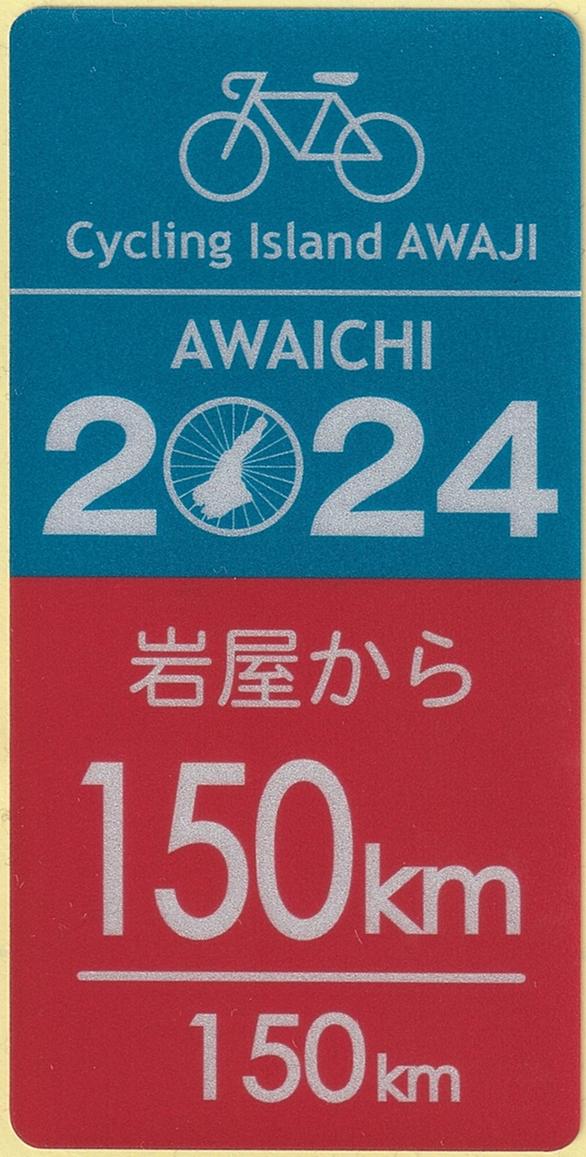 Cycling Island AWAJI
AWAICHI
2024
岩屋から
150km
150km